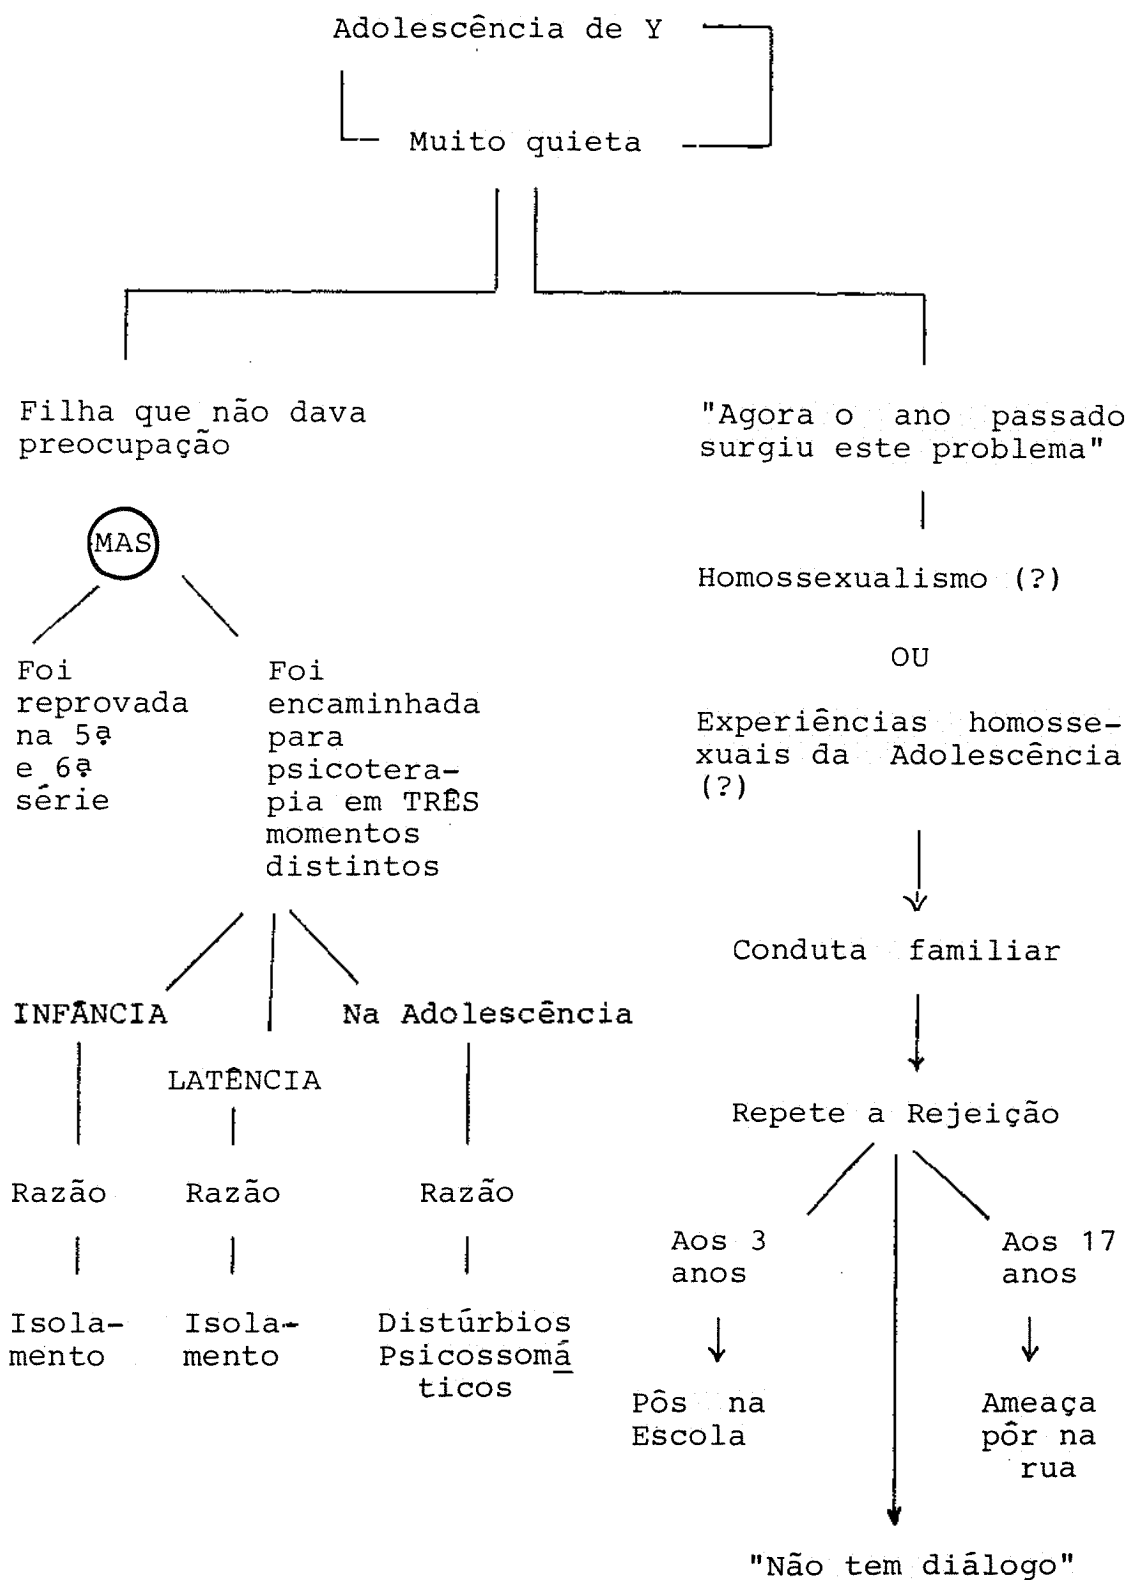 Adolescência de Y
Muito quieta
Filha que não dava
preocupação
MAS
Foi
reprovada
na 5ª
e 6ª
série
Foi
encaminhada
para
psicotera-
pia em TRÊS
momentos
distintos
INFÂNCIA
LATÊNCIA
Na Adolescência
Razão
Razão
Razão
Isola-
mento
Isola-
mento
Distúrbios
Psicossomá
ticos
"Agora o ano passado
surgiu este problema"
Homossexualismo (?)
OU
Experiências homosse-
xuais da Adolescência
(?)
Conduta familiar
Repete a Rejeição
Aos 3
anos
Pôs na
Escola
Aos 17
anos
Ameaça
pôr na
rua
"Não tem diálogo"